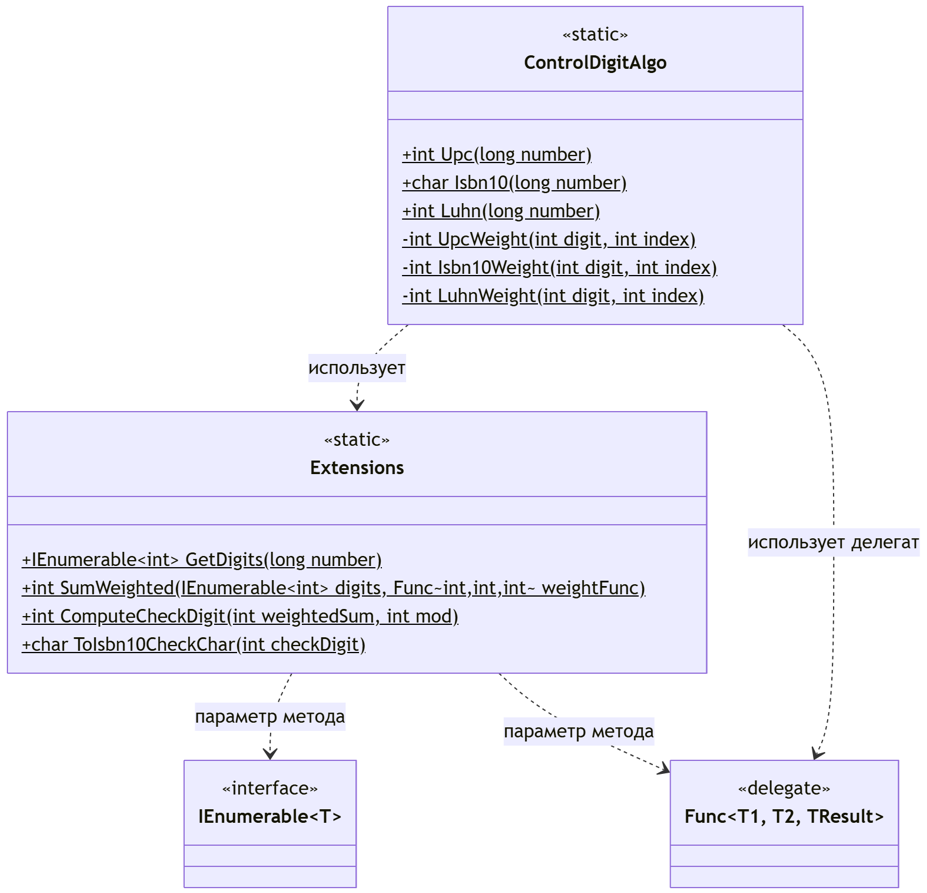 «static»
ControlDigitAlgo
+int Upc(long number)
+char Isbn10(long number)
+int Luhn(long number)
-int UpcWeight(int digit, int index)
-int Isbn10Weight(int digit, int index)
-int LuhnWeight(int digit, int index)
использует
«static»
Extensions
+IEnumerable<int> GetDigits(long number)
+int SumWeighted(IEnumerable<int> digits, Func~int,int,int~ weightFunc)
+int ComputeCheckDigit(int weightedSum, int mod)
+char ToIsbn10CheckChar(int checkDigit)
использует делегат
параметр метода
параметр метода
«interface»
IEnumerable<T>
«delegate»
Func<T1, T2, TResult>